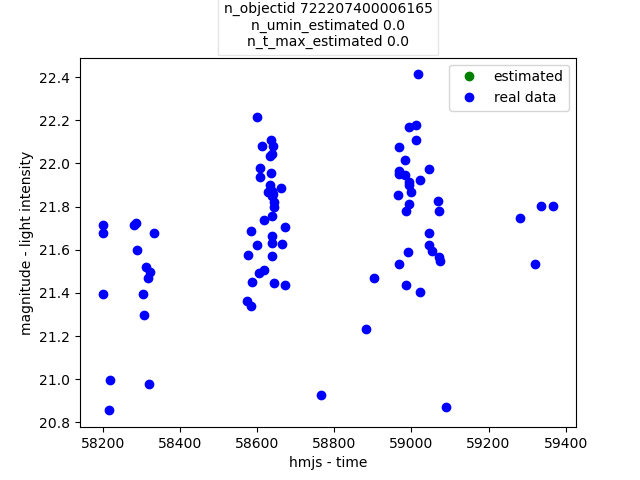 n_objectid 722207400006165
n_umin_estimated 0.0
n_t_max_estimated 0.0
estimated
real data
magnitude - light intensity
22.4
22.2
22.0
21.8
21.6
21.4
21.2
21.0
20.8
58200 58400 58600 58800 59000 59200 59400
hmjs - time